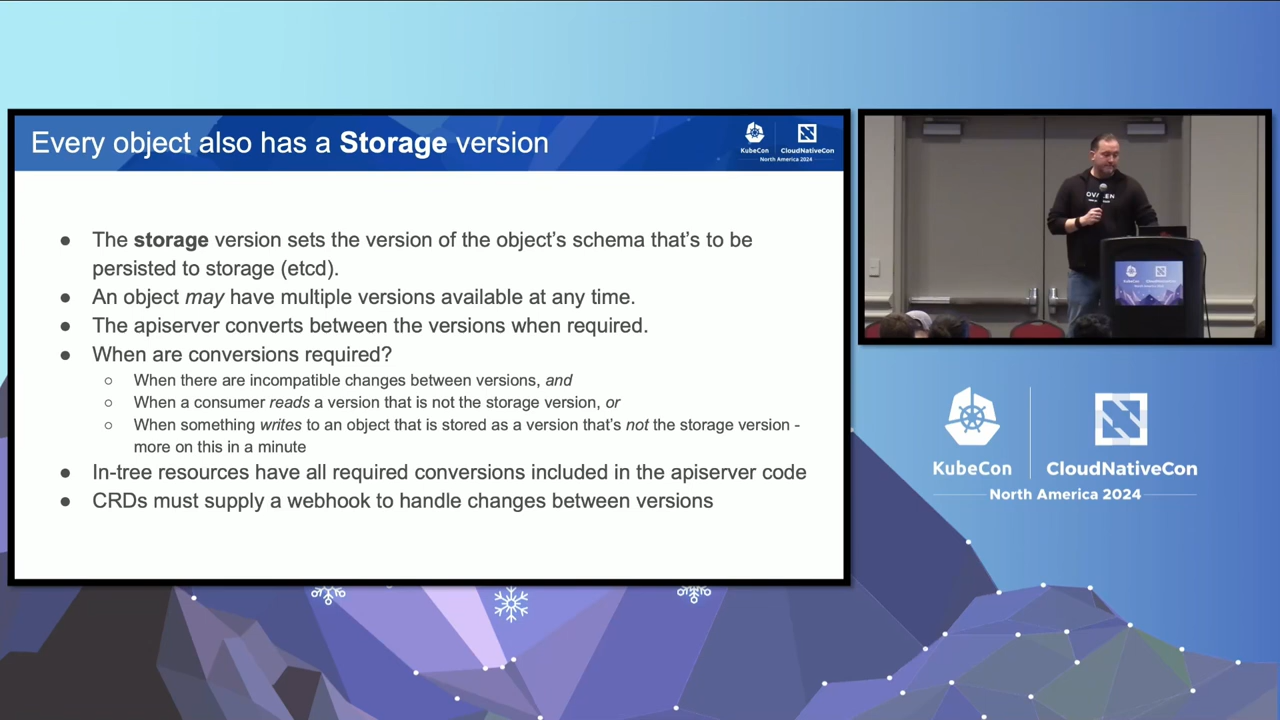 Every object also has a Storage version
KubeCon
CloudNativeCon
North America 2024
● The storage version sets the version of the object’s schema that’s to be
persisted to storage (etcd).
● An object may have multiple versions available at any time.
● The apiserver converts between the versions when required.
● When are conversions required?
○ When there are incompatible changes between versions, and
○ When a consumer reads a version that is not the storage version, or
○ When something writes to an object that is stored as a version that’s not the storage version -
more on this in a minute
● In-tree resources have all required conversions included in the apiserver code
● CRDs must supply a webhook to handle changes between versions
KubeCon
CloudNativeCon
North America 2024